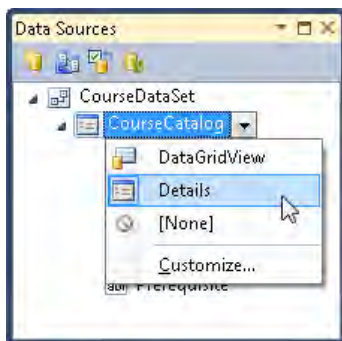 Data Sources
CourseDataSet
CourseCatalog
DataGridView
Details
[None]
Customize...
Prerequisite